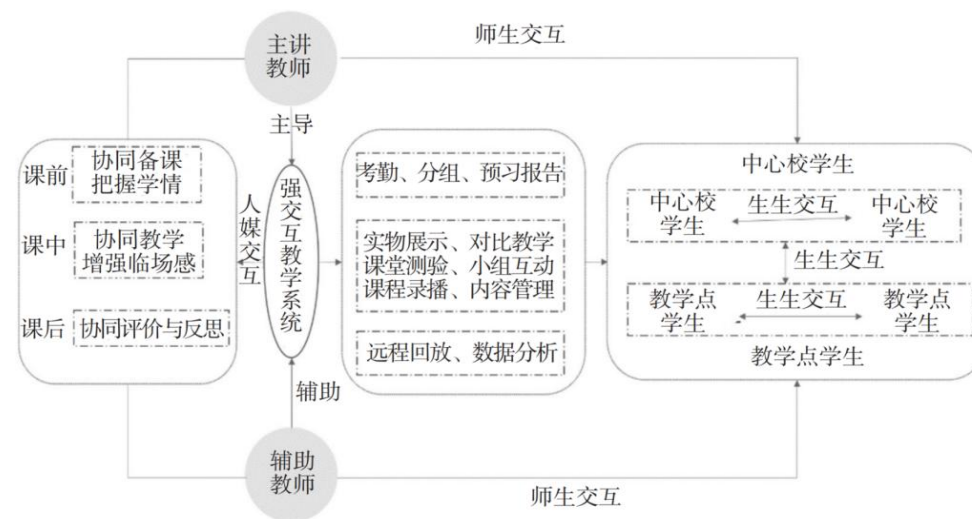 师生交互
主讲
教师
主导
课前
协同备课
把握学情
课中
协同教学
增强临场感
课后
协同评价与反思
人媒交互
强交互教学系统
考勤、分组、预习报告
实物展示、对比教学
课堂测验、小组互动
课程录播、内容管理
远程回放、数据分析
中心校学生
中心校
学生
生生交互
中心校
学生
生生交互
教学点
学生
生生交互
教学点
学生
教学点学生
辅助
辅助
教师
师生交互